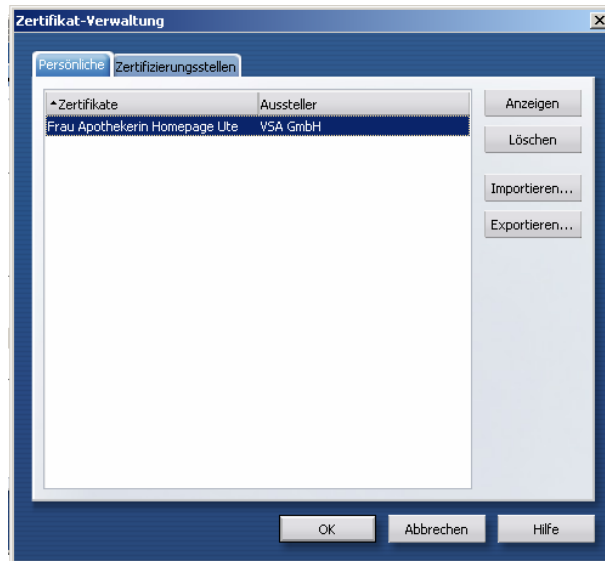 Zertifikat-Verwaltung
Persönliche Zertifizierungsstellen
Zertifikate Aussteller Anzeigen
Frau Apothekerin Homepage Ute VSA GmbH
Löschen
Importieren...
Exportieren...
OK Abbrechen Hilfe